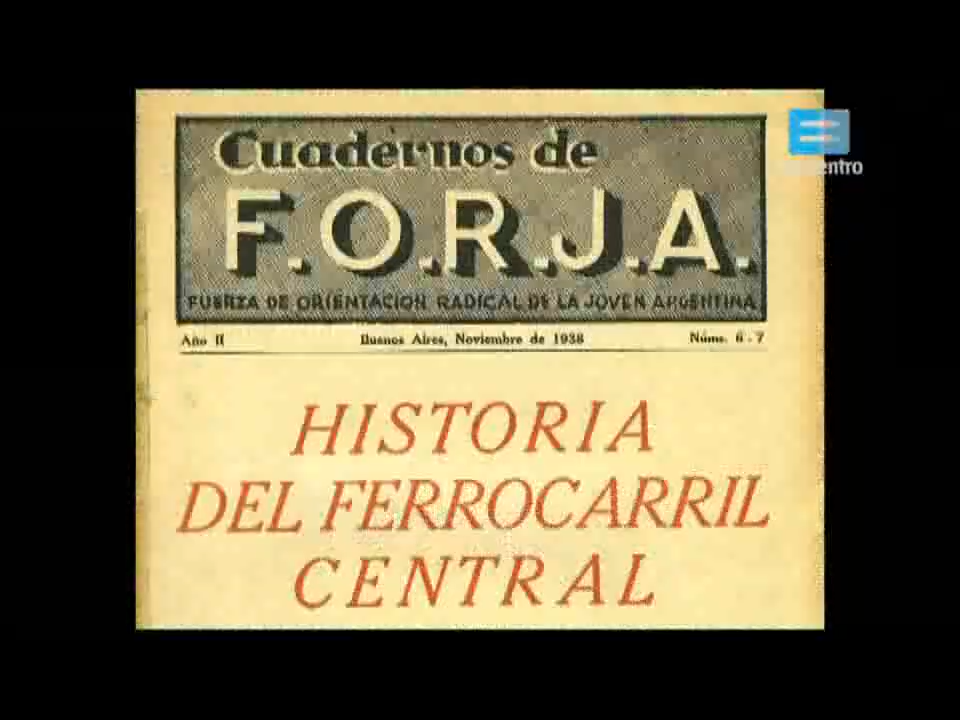 Cuadernos de
F.O.R.J.A.
FUERZA DE ORIENTACION RADICAL DE LA JOVEN ARGENTINA
Año II Buenos Aires, Noviembre de 1938 Núms. 6 - 7
HISTORIA
DEL FERROCARRIL
CENTRAL